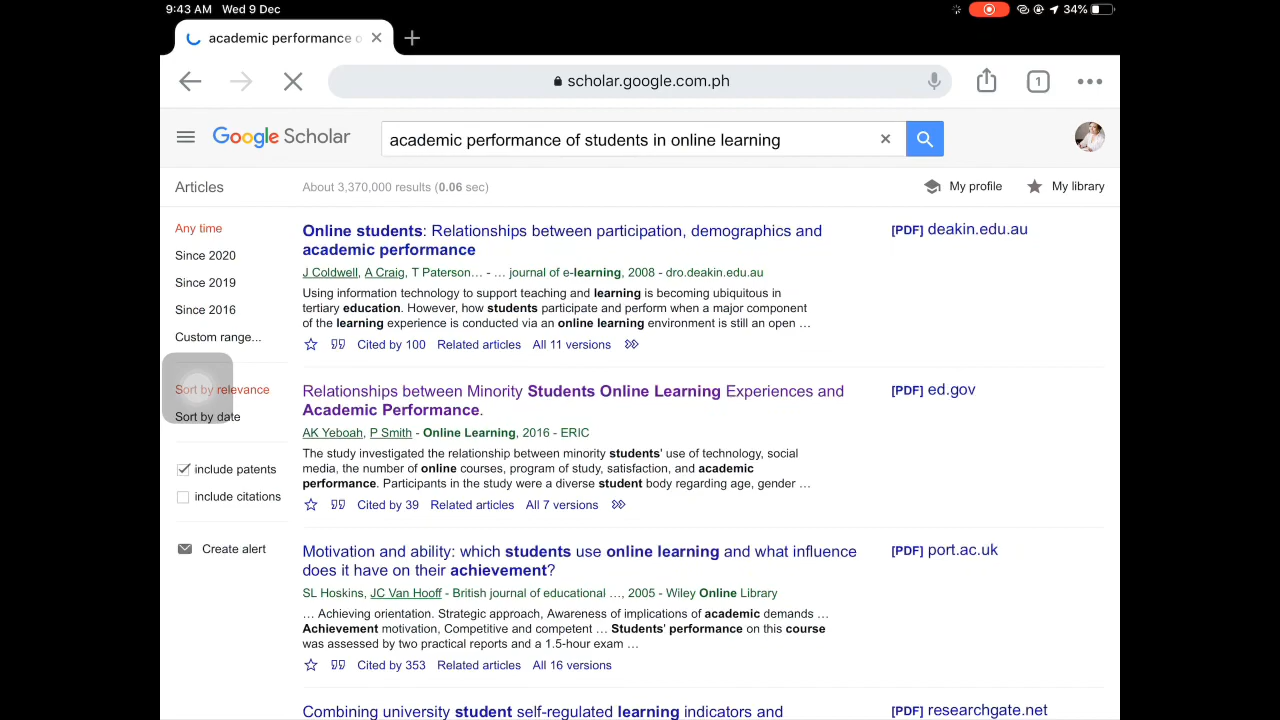 9:43 AM Wed 9 Dec
34%
academic performance o
scholar.google.com.ph
1
Google Scholar
academic performance of students in online learning
Articles
About 3,370,000 results (0.06 sec)
My profile
My library
Any time
Since 2020
Since 2019
Since 2016
Custom range...
Sort by relevance
Sort by date
include patents
include citations
Create alert
Online students: Relationships between participation, demographics and
academic performance
J Coldwell, A Craig, T Paterson… - … journal of e-learning, 2008 - dro.deakin.edu.au
Using information technology to support teaching and learning is becoming ubiquitous in
tertiary education. However, how students participate and perform when a major component
of the learning experience is conducted via an online learning environment is still an open …
Cited by 100 Related articles All 11 versions
[PDF] deakin.edu.au
Relationships between Minority Students Online Learning Experiences and
Academic Performance.
AK Yeboah, P Smith - Online Learning, 2016 - ERIC
The study investigated the relationship between minority students' use of technology, social
media, the number of online courses, program of study, satisfaction, and academic
performance. Participants in the study were a diverse student body regarding age, gender …
Cited by 39 Related articles All 7 versions
[PDF] ed.gov
Motivation and ability: which students use online learning and what influence
does it have on their achievement?
SL Hoskins, JC Van Hooff - British journal of educational …, 2005 - Wiley Online Library
… Achieving orientation. Strategic approach, Awareness of implications of academic demands …
Achievement motivation, Competitive and competent … Students' performance on this course
was assessed by two practical reports and a 1.5-hour exam …
Cited by 353 Related articles All 16 versions
[PDF] port.ac.uk
Combining university student self-regulated learning indicators and
[PDF] researchgate.net